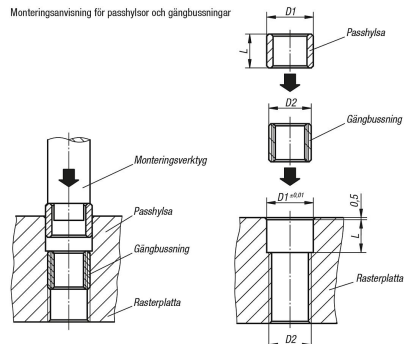 Monteringsanvisning för passhylsor och gängbussningar
D1
L
Passhylsa
D2
Gängbussning
Monteringsverktyg
Passhylsa
Gängbussning
Rasterplatta
D1 ±0,01
0,5
L
Rasterplatta
D2